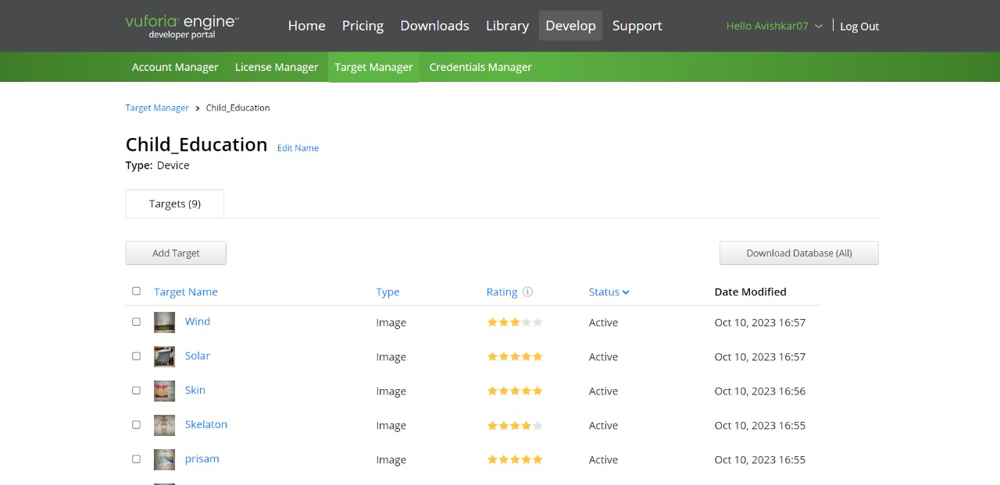 vuforia engine™
developer portal
Home Pricing Downloads Library Develop Support
Hello Avishkar07 Log Out
Account Manager License Manager Target Manager Credentials Manager
Target Manager > Child_Education
Child_Education Edit Name
Type: Device
Targets (9)
Add Target Download Database (All)
Target Name Type Rating Status Date Modified
Wind Image Active Oct 10, 2023 16:57
Solar Image Active Oct 10, 2023 16:57
Skin Image Active Oct 10, 2023 16:56
Skelaton Image Active Oct 10, 2023 16:55
prisam Image Active Oct 10, 2023 16:55